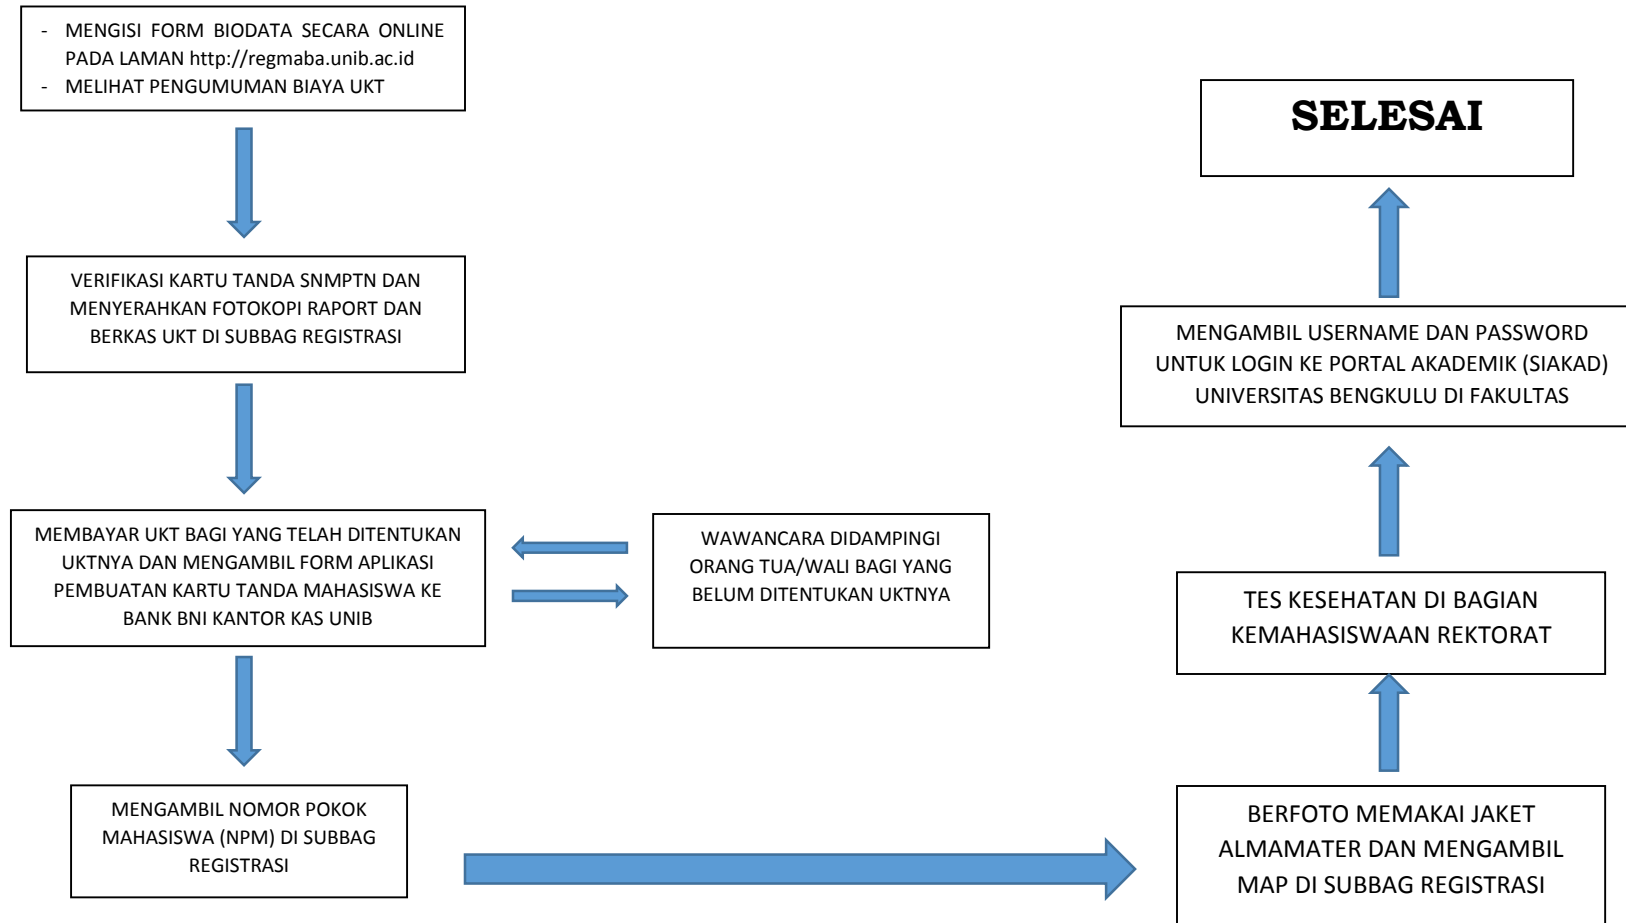 - MENGISI FORM BIODATA SECARA ONLINE
PADA LAMAN http://regmaba.unib.ac.id
- MELIHAT PENGUMUMAN BIAYA UKT
VERIFIKASI KARTU TANDA SNMPTN DAN
MENYERAHKAN FOTOKOPI RAPORT DAN
BERKAS UKT DI SUBBAG REGISTRASI
MEMBAYAR UKT BAGI YANG TELAH DITENTUKAN
UKTNYA DAN MENGAMBIL FORM APLIKASI
PEMBUATAN KARTU TANDA MAHASISWA KE
BANK BNI KANTOR KAS UNIB
WAWANCARA DIDAMPINGI
ORANG TUA/WALI BAGI YANG
BELUM DITENTUKAN UKTNYA
MENGAMBIL NOMOR POKOK
MAHASISWA (NPM) DI SUBBAG
REGISTRASI
BERFOTO MEMAKAI JAKET
ALMAMATER DAN MENGAMBIL
MAP DI SUBBAG REGISTRASI
TES KESEHATAN DI BAGIAN
KEMAHASISWAAN REKTORAT
MENGAMBIL USERNAME DAN PASSWORD
UNTUK LOGIN KE PORTAL AKADEMIK (SIAKAD)
UNIVERSITAS BENGKULU DI FAKULTAS
SELESAI